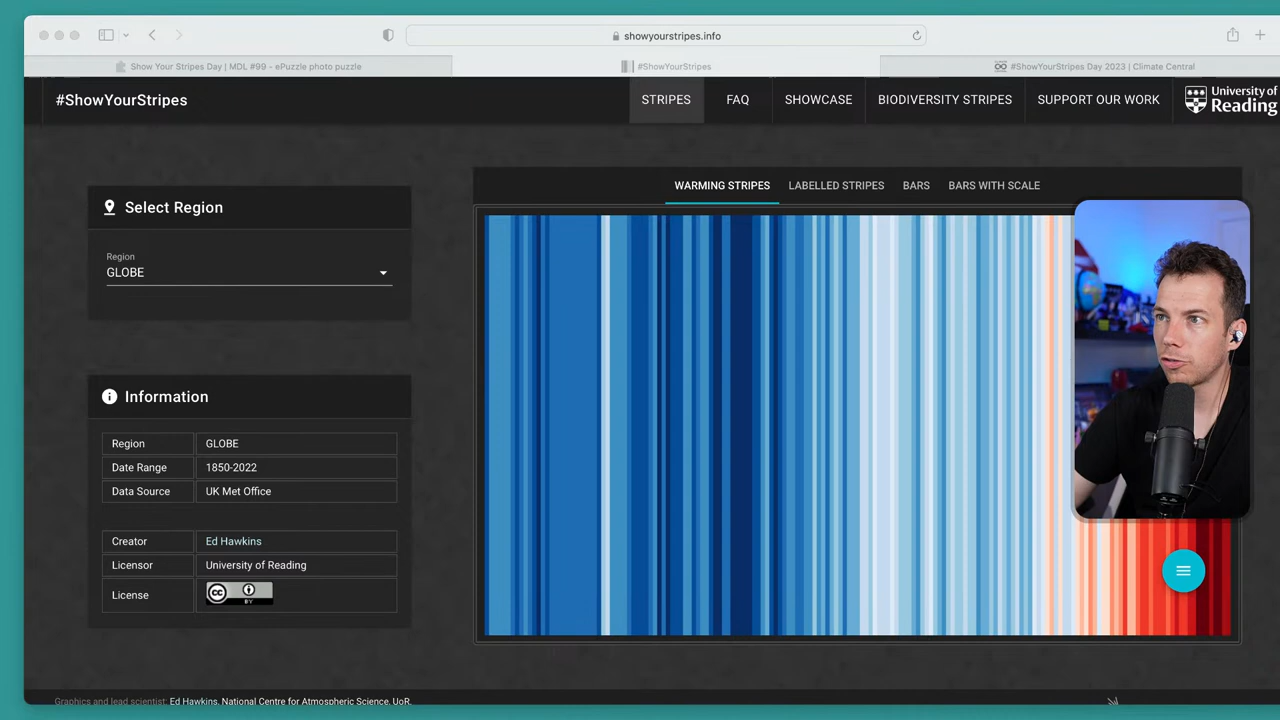 showyourstripes.info
Show Your Stripes Day | MDL #99 - ePuzzle photo puzzle
#ShowYourStripes
#ShowYourStripes Day 2023 | Climate Central
#ShowYourStripes
STRIPES
FAQ
SHOWCASE
BIODIVERSITY STRIPES
SUPPORT OUR WORK
University of
Reading
Select Region
Region
GLOBE
WARMING STRIPES
LABELLED STRIPES
BARS
BARS WITH SCALE
Information
Region GLOBE
Date Range 1850-2022
Data Source UK Met Office
Creator Ed Hawkins
Licensor University of Reading
License CC BY
Graphics and lead scientist: Ed Hawkins, National Centre for Atmospheric Science, UoR.